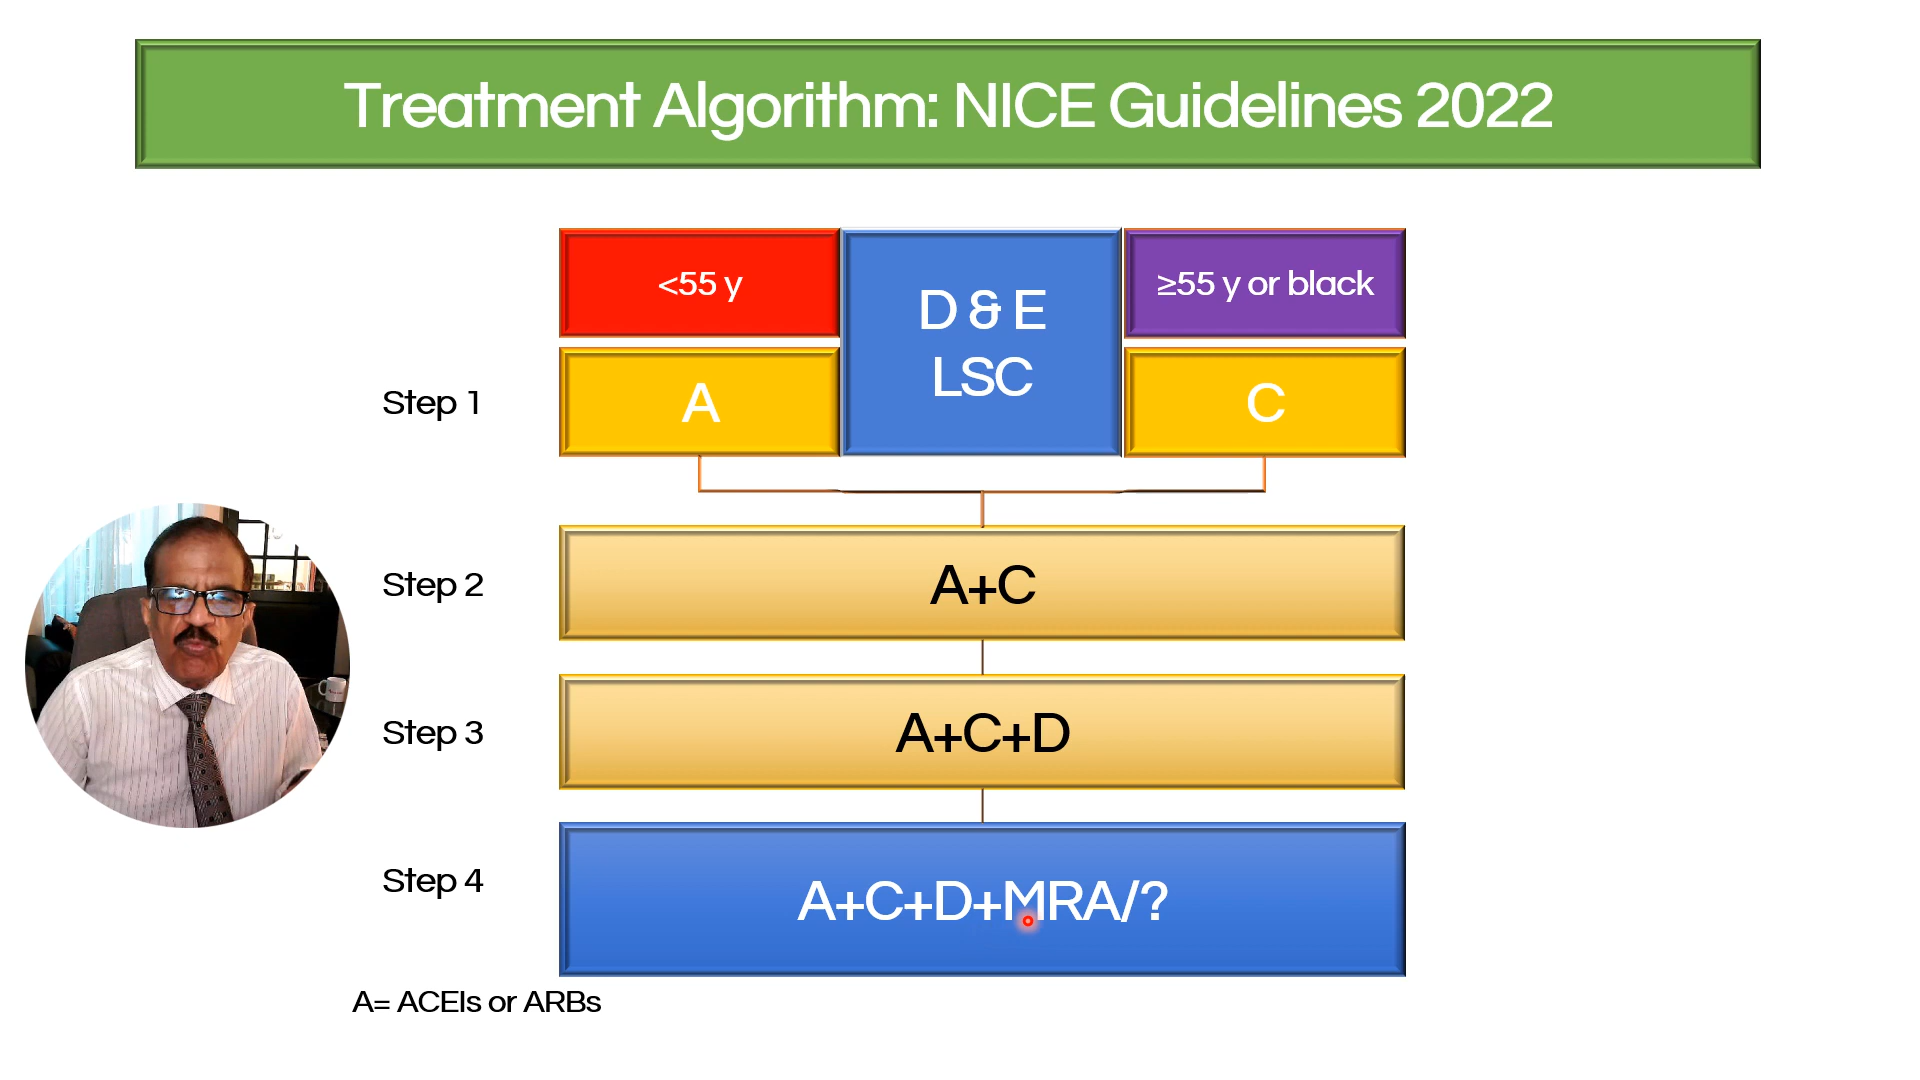 Treatment Algorithm: NICE Guidelines 2022
<55 y
D & E
LSC
≥55 y or black
Step 1
A
C
Step 2
A+C
Step 3
A+C+D
Step 4
A+C+D+MRA/?
A= ACEIs or ARBs